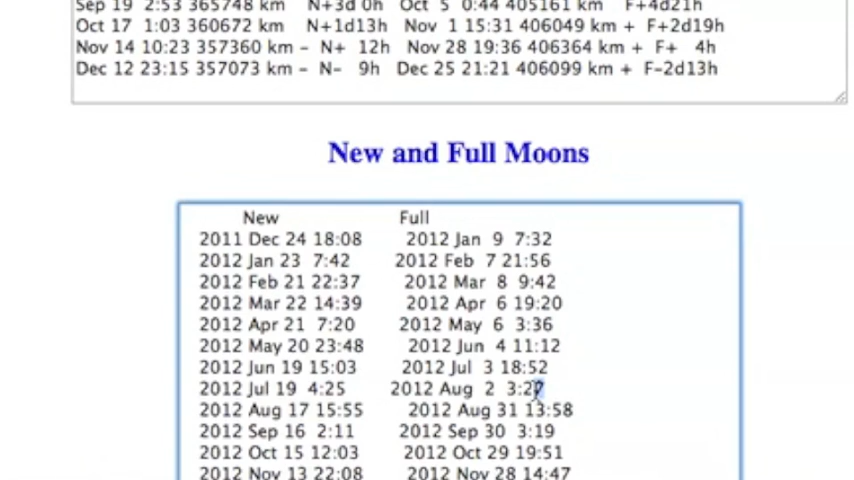 Sep 19 2:53 365748 km N+3d 0h Oct 5 0:44 405161 km F+4d21h
Oct 17 1:03 360672 km N+1d13h Nov 1 15:31 406049 km + F+2d19h
Nov 14 10:23 357360 km - N+ 12h Nov 28 19:36 406364 km + F+ 4h
Dec 12 23:15 357073 km - N- 9h Dec 25 21:21 406099 km + F-2d13h
New and Full Moons
New Full
2011 Dec 24 18:08 2012 Jan 9 7:32
2012 Jan 23 7:42 2012 Feb 7 21:56
2012 Feb 21 22:37 2012 Mar 8 9:42
2012 Mar 22 14:39 2012 Apr 6 19:20
2012 Apr 21 7:20 2012 May 6 3:36
2012 May 20 23:48 2012 Jun 4 11:12
2012 Jun 19 15:03 2012 Jul 3 18:52
2012 Jul 19 4:25 2012 Aug 2 3:27
2012 Aug 17 15:55 2012 Aug 31 13:58
2012 Sep 16 2:11 2012 Sep 30 3:19
2012 Oct 15 12:03 2012 Oct 29 19:51
2012 Nov 13 22:08 2012 Nov 28 14:47